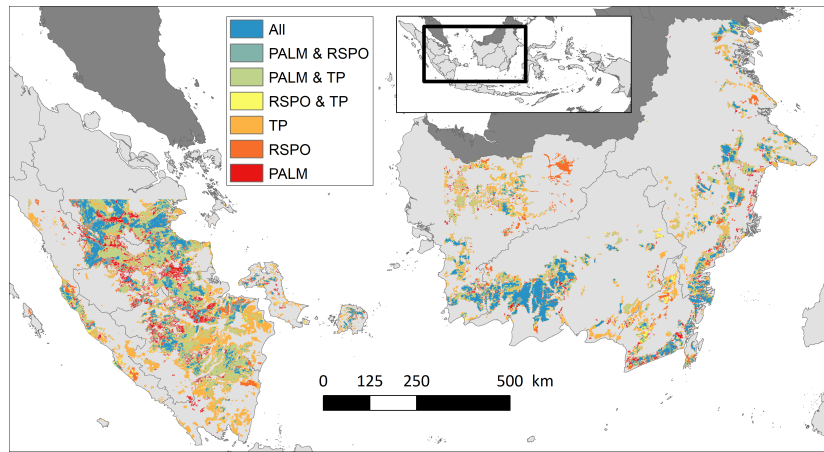 All
PALM & RSPO
PALM & TP
RSPO & TP
TP
RSPO
PALM
0 125 250 500 km